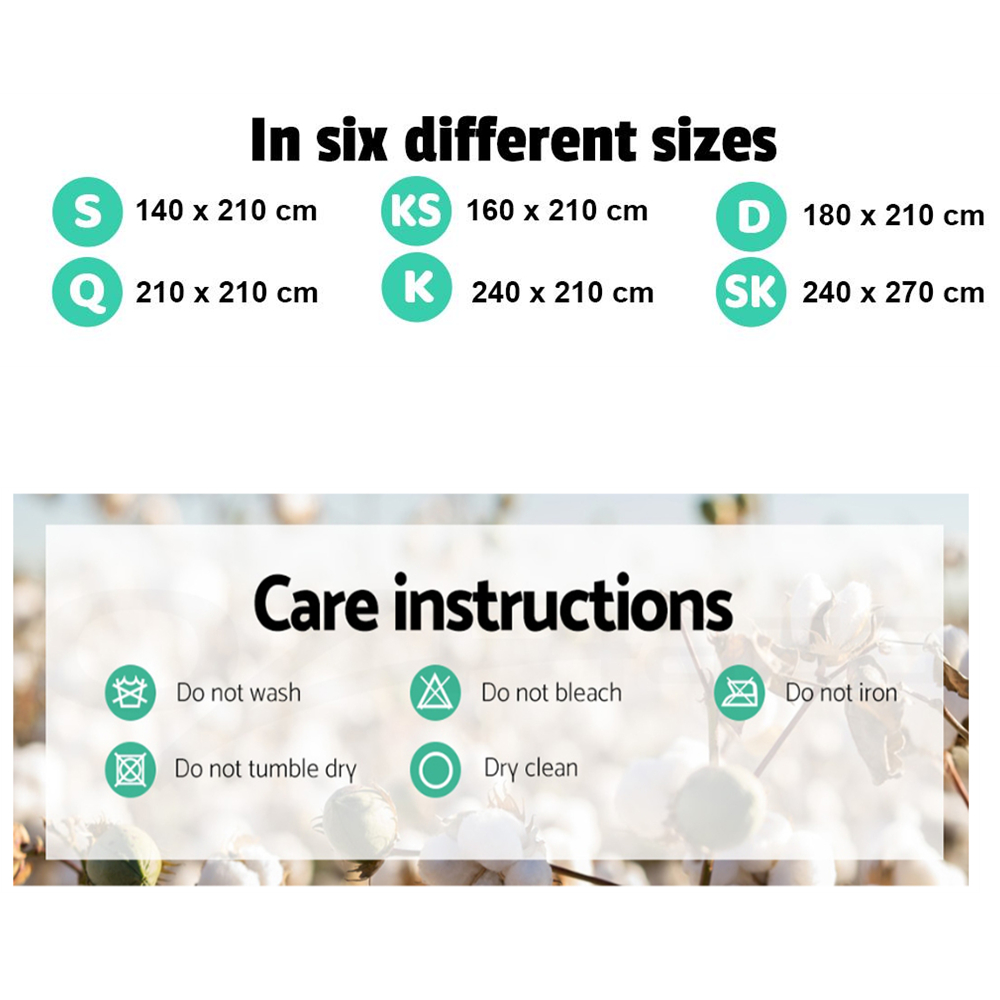 In six different sizes
S 140 x 210 cm KS 160 x 210 cm D 180 x 210 cm
Q 210 x 210 cm K 240 x 210 cm SK 240 x 270 cm
Care instructions
Do not wash Do not bleach Do not iron
Do not tumble dry Dry clean